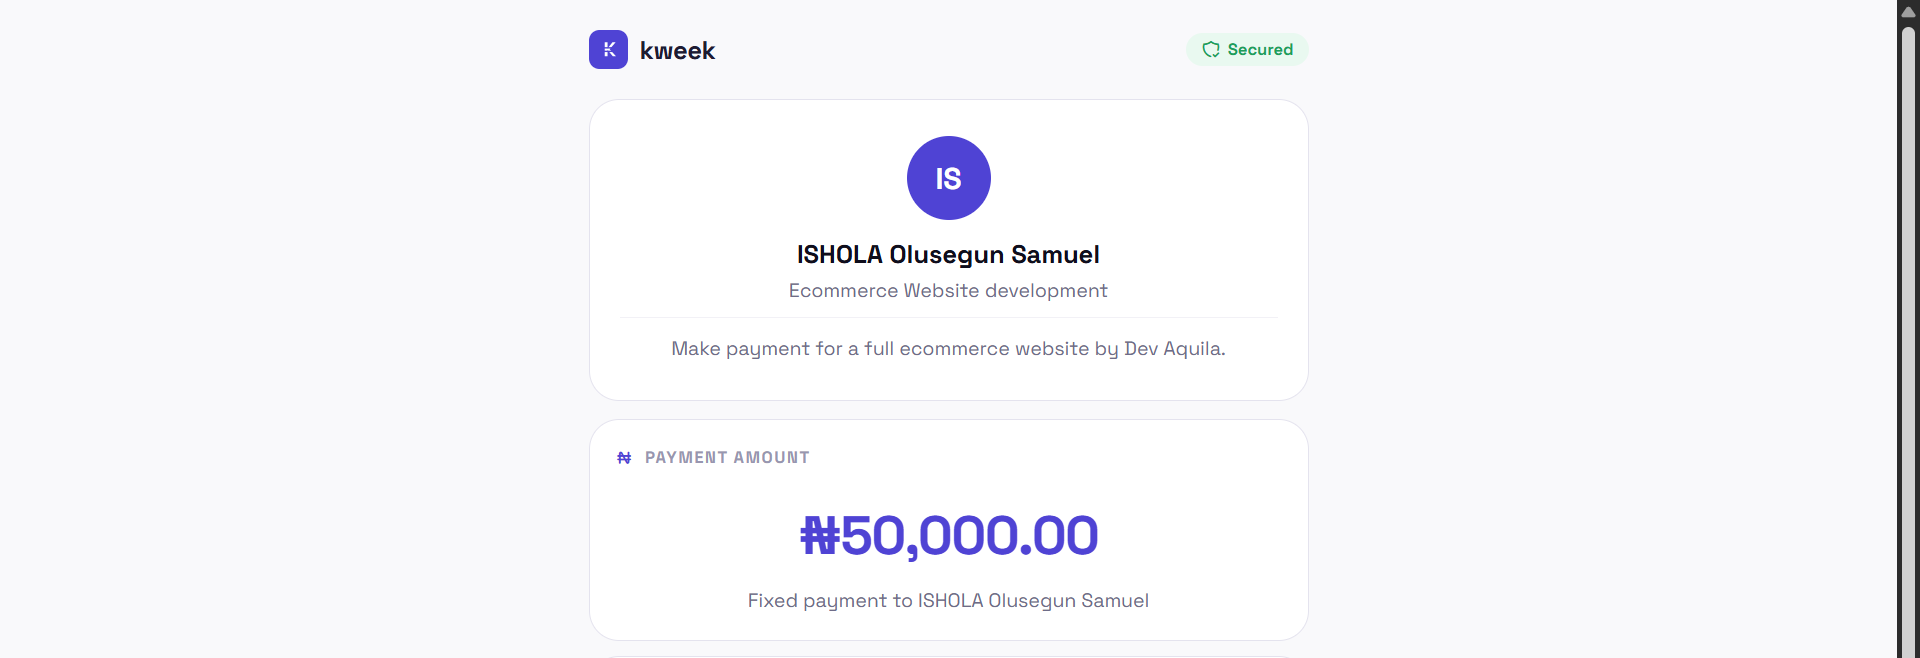 K kweek
Secured
IS
ISHOLA Olusegun Samuel
Ecommerce Website development
Make payment for a full ecommerce website by Dev Aquila.
₦ PAYMENT AMOUNT
₦50,000.00
Fixed payment to ISHOLA Olusegun Samuel